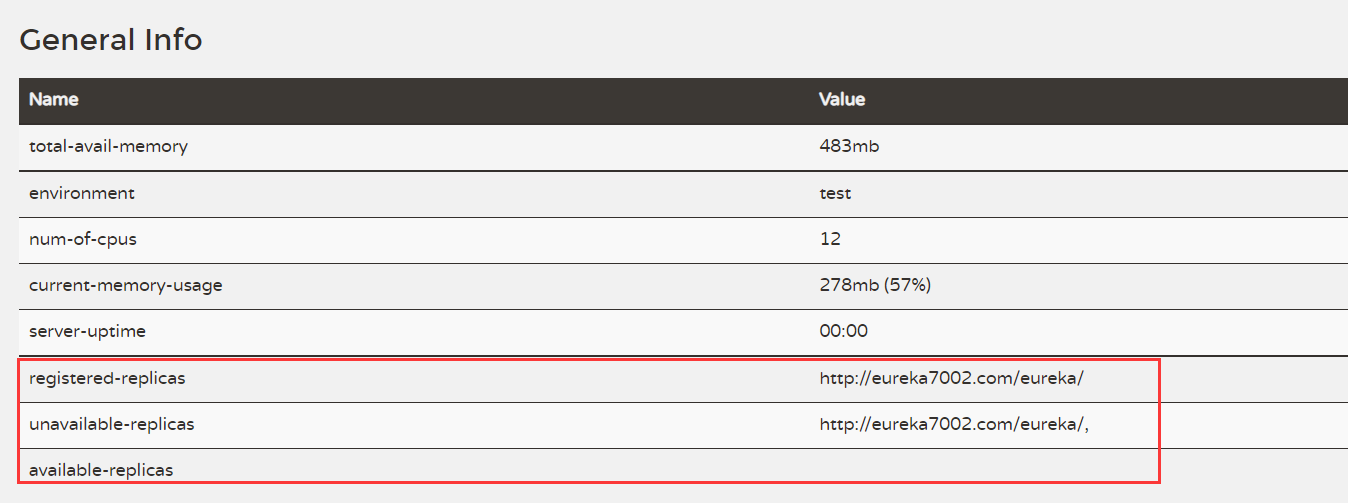 General Info
Name Value
total-avail-memory 483mb
environment test
num-of-cpus 12
current-memory-usage 278mb (57%)
server-uptime 00:00
registered-replicas http://eureka7002.com/eureka/
unavailable-replicas http://eureka7002.com/eureka/,
available-replicas